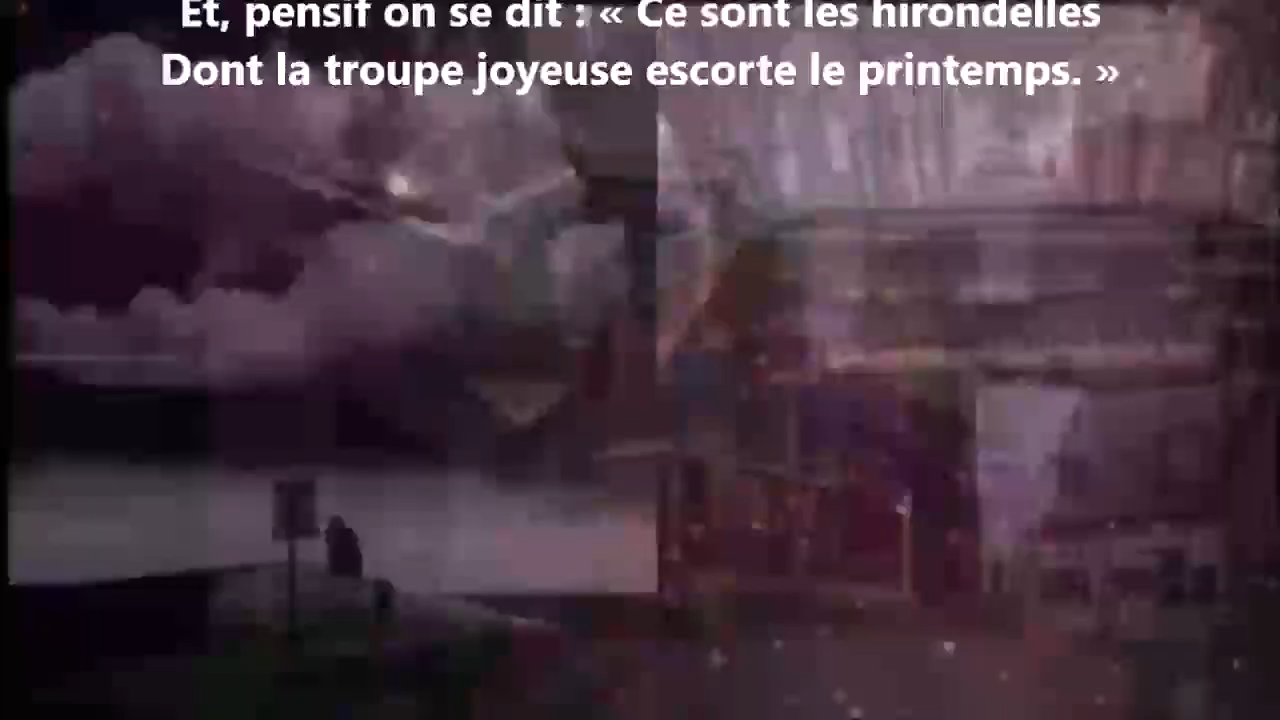 Et, pensif on se dit : « Ce sont les hirondelles
Dont la troupe joyeuse escorte le printemps. »